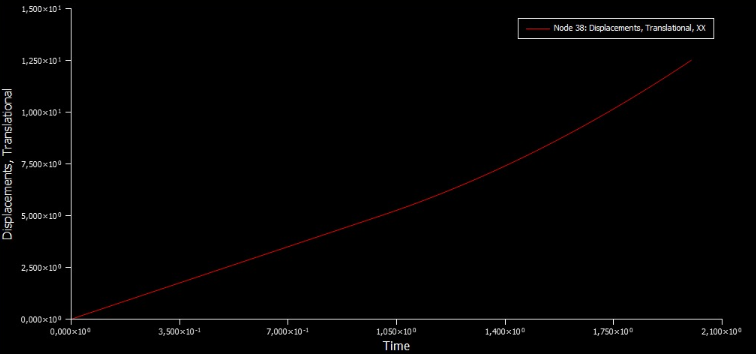 1,500×10¹
Node 38: Displacements, Translational, XX
1,250×10¹
1,000×10¹
7,500×10⁰
5,000×10⁰
2,500×10⁰
0,000×10⁰
Displacements, Translational
0,000×10⁰ 3,500×10⁻¹ 7,000×10⁻¹ 1,050×10⁰ 1,400×10⁰ 1,750×10⁰ 2,100×10⁰
Time